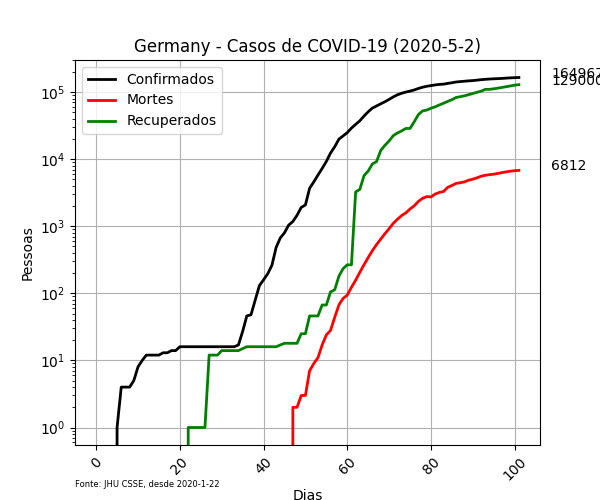 Germany - Casos de COVID-19 (2020-5-2)
Confirmados
Mortes
Recuperados
164967
129000
6812
10^5
10^4
10^3
10^2
10^1
10^0
Pessoas
0 20 40 60 80 100
Fonte: JHU CSSE, desde 2020-1-22
Dias